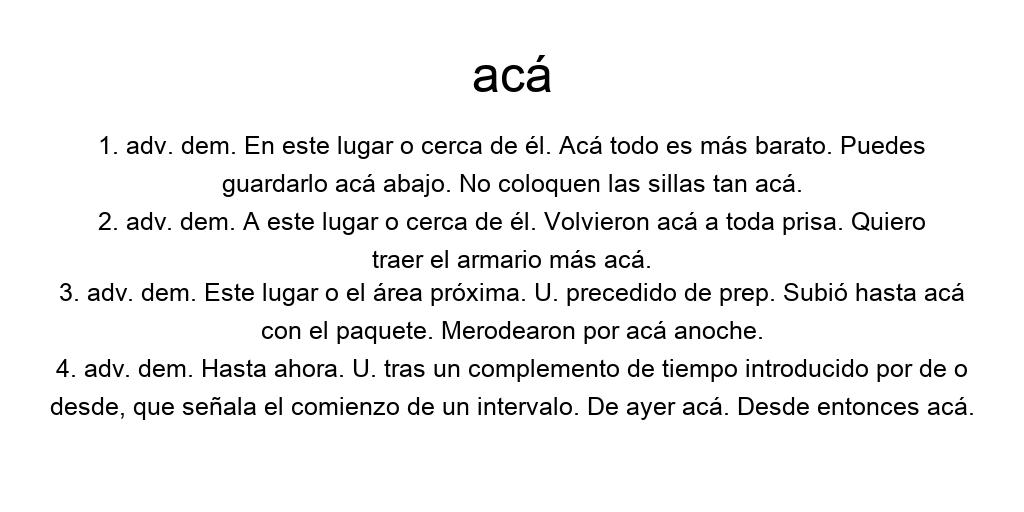 acá
1. adv. dem. En este lugar o cerca de él. Acá todo es más barato. Puedes
guardarlo acá abajo. No coloquen las sillas tan acá.
2. adv. dem. A este lugar o cerca de él. Volvieron acá a toda prisa. Quiero
traer el armario más acá.
3. adv. dem. Este lugar o el área próxima. U. precedido de prep. Subió hasta acá
con el paquete. Merodearon por acá anoche.
4. adv. dem. Hasta ahora. U. tras un complemento de tiempo introducido por de o
desde, que señala el comienzo de un intervalo. De ayer acá. Desde entonces acá.